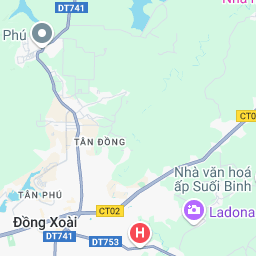 DT741
Phú
Nhà
CT0
TÂN ĐỒNG
Nhà văn hoá
ấp Suối Binh
TÂN PHÚ
CT02
Ladona
Đồng Xoài
DT741
DT753
H